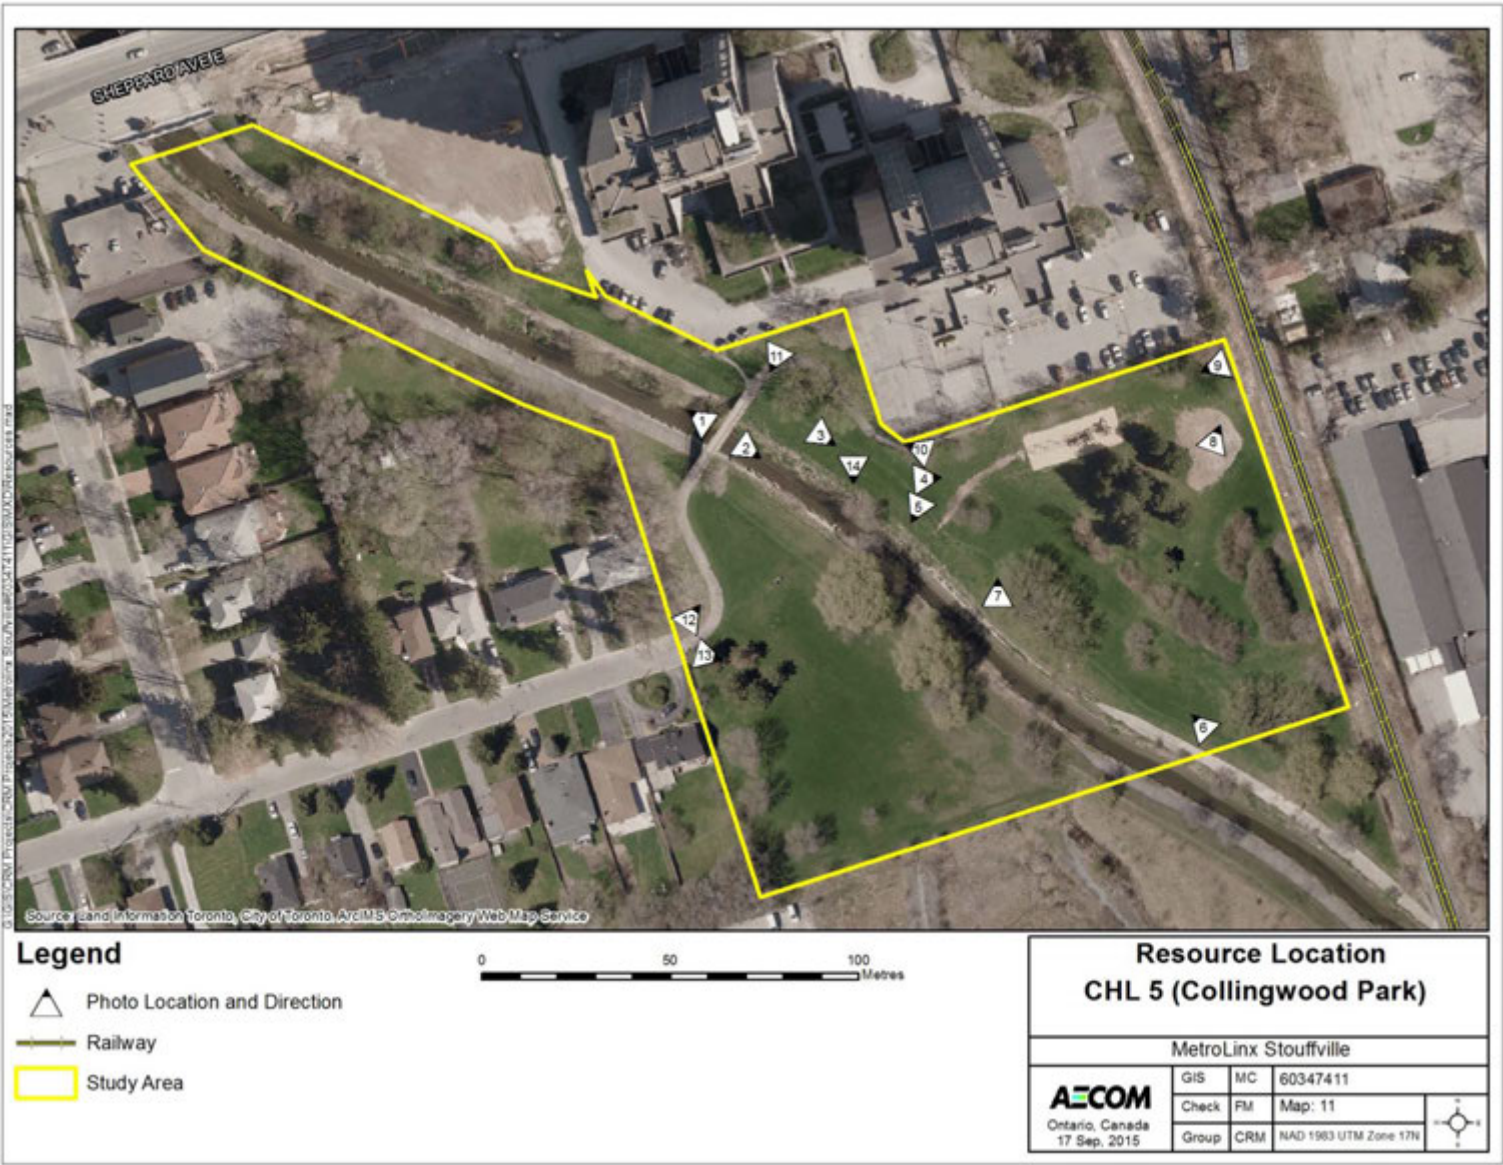 SHEPPARD AVE E
11
9
1
2
3
8
10
14
4
5
7
12
13
6
Source: Land Information Toronto, City of Toronto, ArcIMS OrthoImagery Web Map Service
Legend
Photo Location and Direction
Railway
Study Area
0 50 100
Metres
Resource Location
CHL 5 (Collingwood Park)
MetroLinx Stouffville
AECOM
Ontario, Canada
17 Sep, 2015
GIS MC 60347411
Check FM Map: 11
Group CRM NAD 1983 UTM Zone 17N